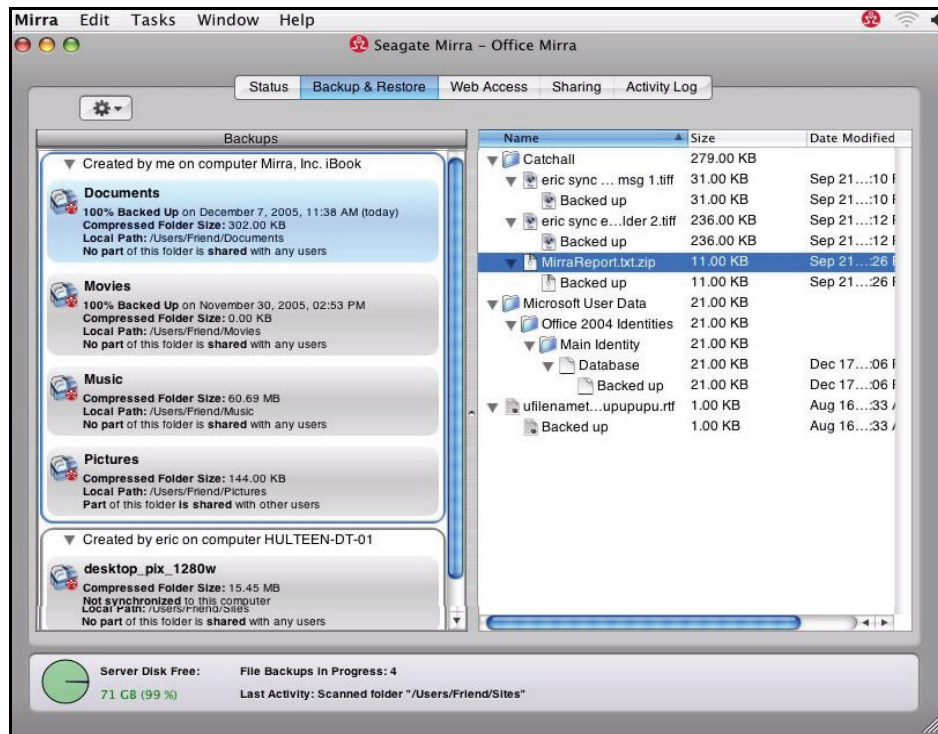 Mirra Edit Tasks Window Help
Seagate Mirra – Office Mirra
Status Backup & Restore Web Access Sharing Activity Log
Backups
Created by me on computer Mirra, Inc. iBook
Documents
100% Backed Up on December 7, 2005, 11:38 AM (today)
Compressed Folder Size: 302.00 KB
Local Path: /Users/Friend/Documents
No part of this folder is shared with any users
Movies
100% Backed Up on November 30, 2005, 02:53 PM
Compressed Folder Size: 0.00 KB
Local Path: /Users/Friend/Movies
No part of this folder is shared with any users
Music
Compressed Folder Size: 60.69 MB
Local Path: /Users/Friend/Music
No part of this folder is shared with any users
Pictures
Compressed Folder Size: 144.00 KB
Local Path: /Users/Friend/Pictures
Part of this folder is shared with other users
Created by eric on computer HULTEEN-DT-01
desktop_pix_1280w
Compressed Folder Size: 15.45 MB
Not synchronized to this computer
Local Path: /Users/Friend/Sites
No part of this folder is shared with any users
Name Size Date Modified
Catchall 279.00 KB
eric sync ... msg 1.tiff 31.00 KB Sep 21...:10
Backed up 31.00 KB Sep 21...:10
eric sync e...lder 2.tiff 236.00 KB Sep 21...:12
Backed up 236.00 KB Sep 21...:12
MirraReport.txt.zip 11.00 KB Sep 21...:26
Backed up 11.00 KB Sep 21...:26
Microsoft User Data 21.00 KB
Office 2004 Identities 21.00 KB
Main Identity 21.00 KB
Database 21.00 KB Dec 17...:06
Backed up 21.00 KB Dec 17...:06
ufilenamet...upupupu.rtf 1.00 KB Aug 16...:33
Backed up 1.00 KB Aug 16...:33
Server Disk Free:
71 GB (99 %)
File Backups in Progress: 4
Last Activity: Scanned folder "/Users/Friend/Sites"